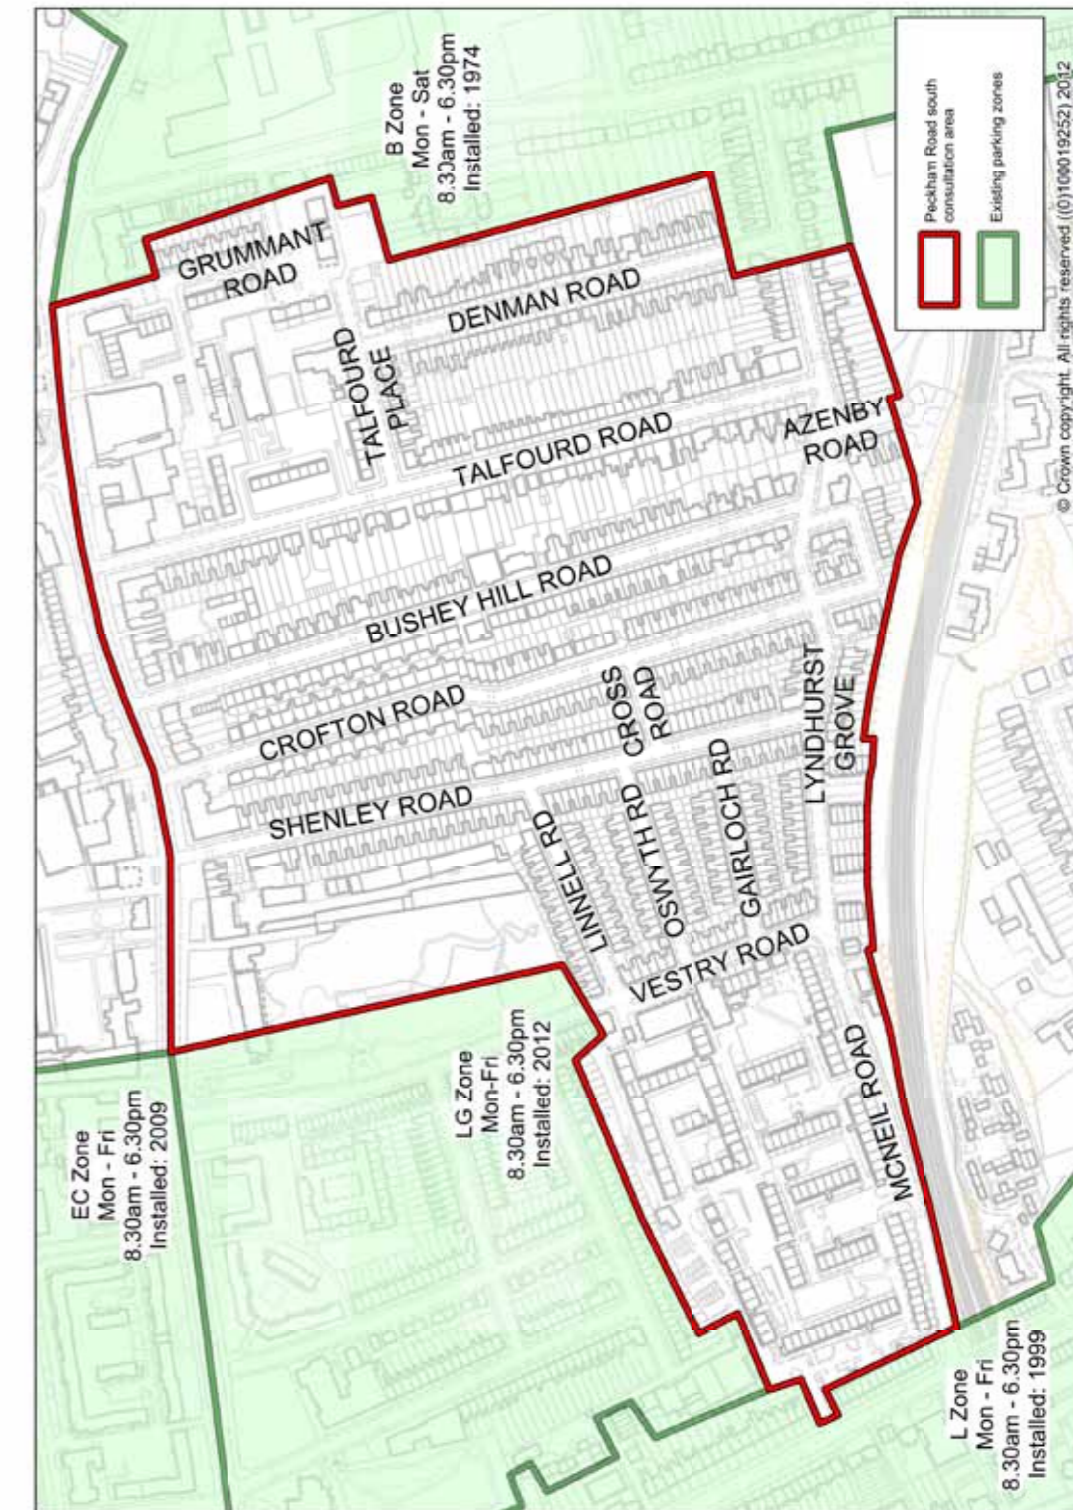 B Zone
Mon - Sat
8.30am - 6.30pm
Installed: 1974
Peckham Road south
consultation area
Existing parking zones
© Crown copyright. All rights reserved ((0)100019252) 2012
GRUMMANT
ROAD
DENMAN ROAD
TALFOURD
PLACE
TALFOURD ROAD
AZENBY
ROAD
BUSHEY HILL ROAD
CROFTON ROAD
CROSS
ROAD
LYNDHURST
GROVE
SHENLEY ROAD
LINNELL RD
OSWYTH RD
GAIRLOCH RD
VESTRY ROAD
MCNEIL ROAD
EC Zone
Mon - Fri
8.30am - 6.30pm
Installed: 2009
LG Zone
Mon-Fri
8.30am - 6.30pm
Installed: 2012
L Zone
Mon - Fri
8.30am - 6.30pm
Installed: 1999